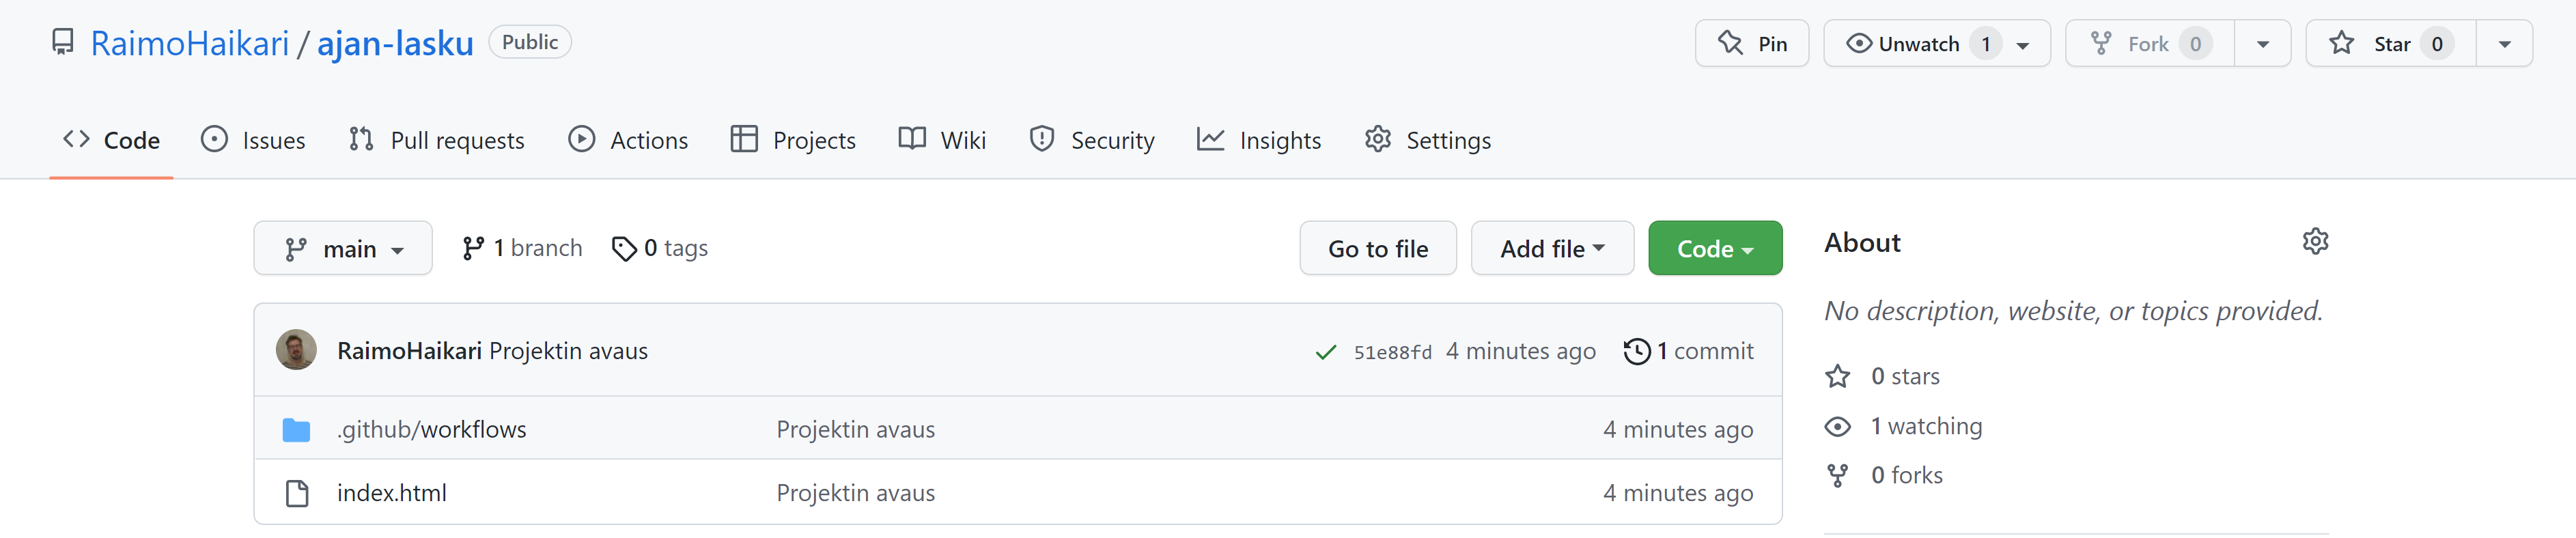 RaimoHaikari / ajan-lasku Public Pin Unwatch 1 Fork 0 Star 0
Code Issues Pull requests Actions Projects Wiki Security Insights Settings
main 1 branch 0 tags Go to file Add file Code
RaimoHaikari Projektin avaus 51e88fd 4 minutes ago 1 commit
.github/workflows Projektin avaus 4 minutes ago
index.html Projektin avaus 4 minutes ago
About
No description, website, or topics provided.
0 stars
1 watching
0 forks